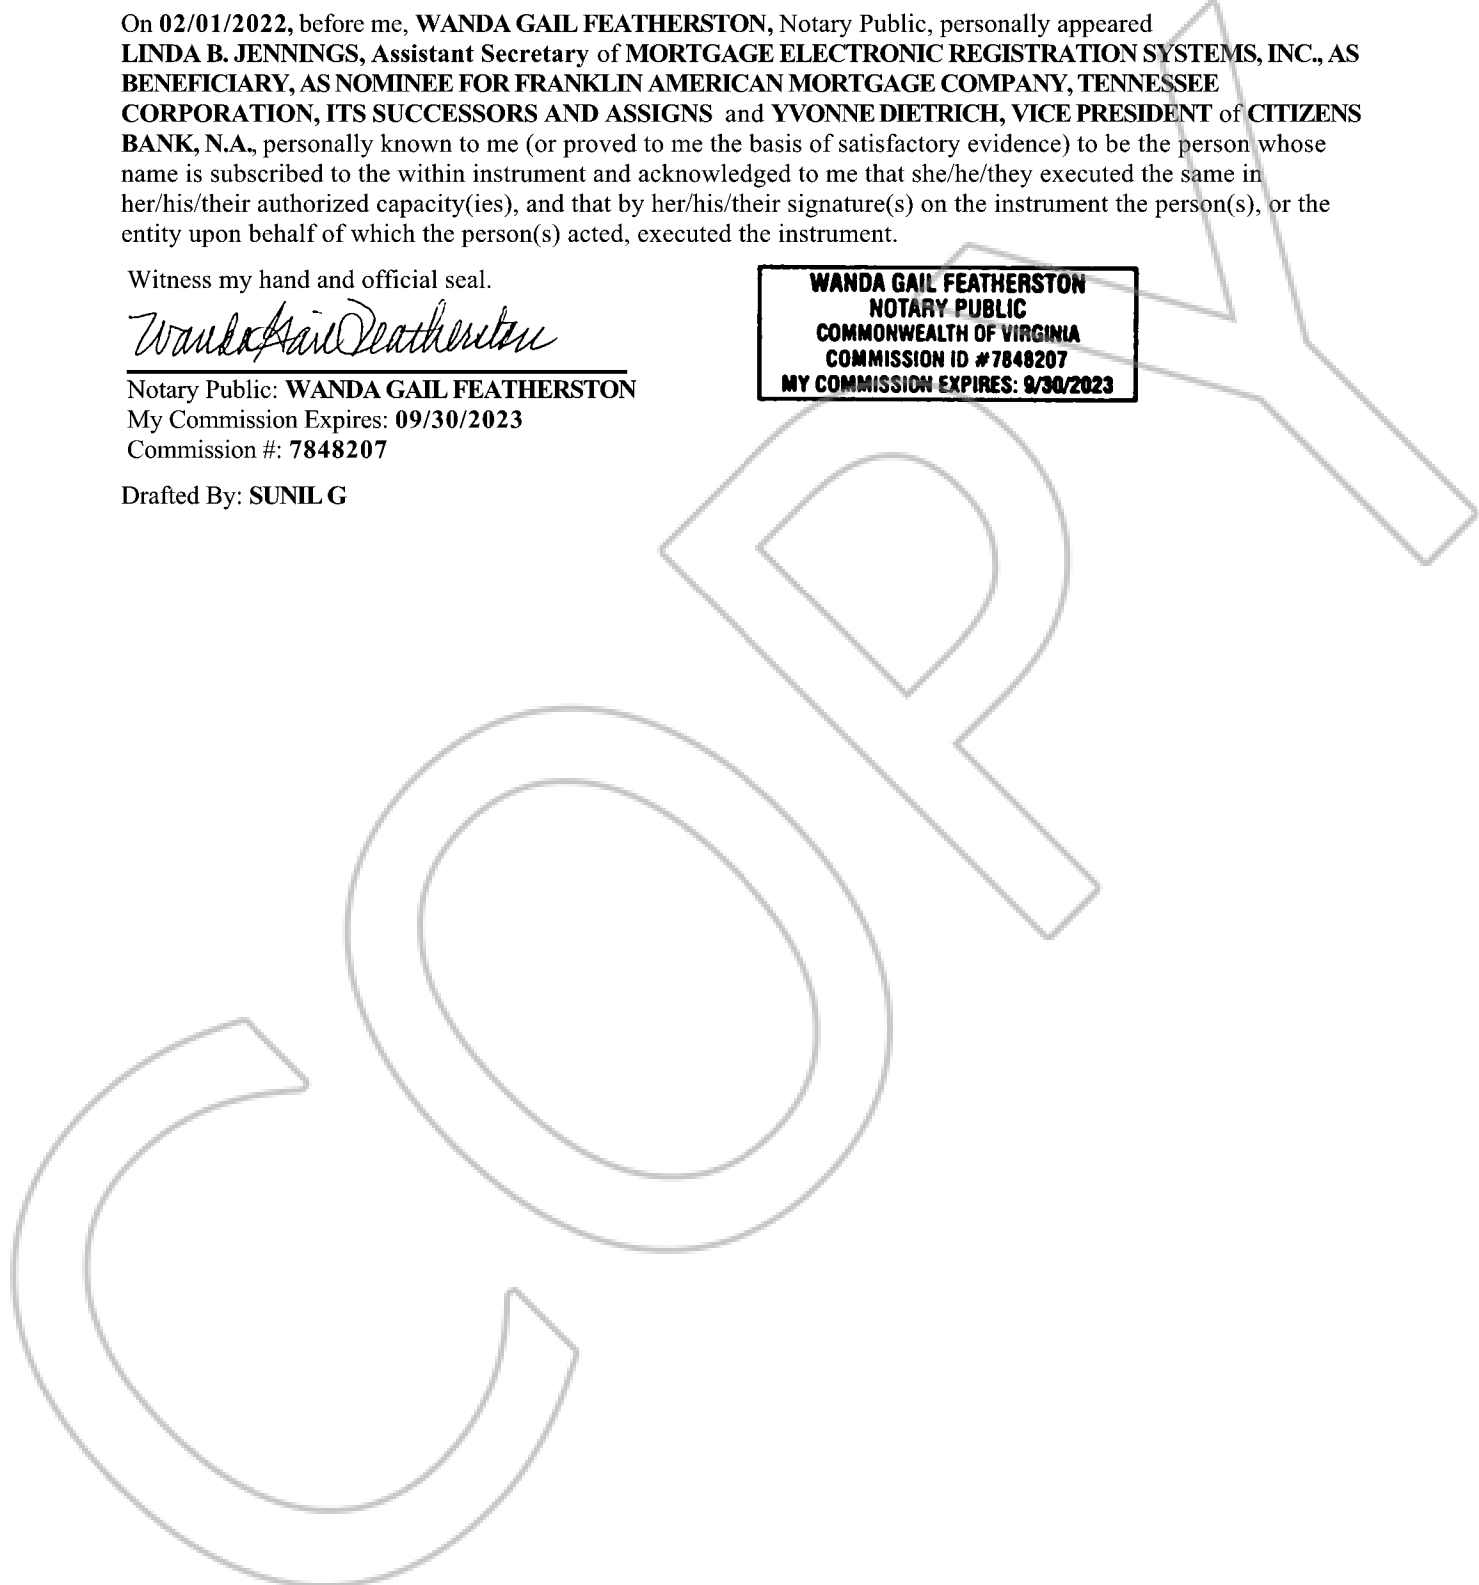 On 02/01/2022, before me, WANDA GAIL FEATHERSTON, Notary Public, personally appeared
LINDA B. JENNINGS, Assistant Secretary of MORTGAGE ELECTRONIC REGISTRATION SYSTEMS, INC., AS
BENEFICIARY, AS NOMINEE FOR FRANKLIN AMERICAN MORTGAGE COMPANY, TENNESSEE
CORPORATION, ITS SUCCESSORS AND ASSIGNS and YVONNE DIETRICH, VICE PRESIDENT of CITIZENS
BANK, N.A., personally known to me (or proved to me the basis of satisfactory evidence) to be the person whose
name is subscribed to the within instrument and acknowledged to me that she/he/they executed the same in
her/his/their authorized capacity(ies), and that by her/his/their signature(s) on the instrument the person(s), or the
entity upon behalf of which the person(s) acted, executed the instrument.
Witness my hand and official seal.
Wanda Gail Featherston
Notary Public: WANDA GAIL FEATHERSTON
My Commission Expires: 09/30/2023
Commission #: 7848207
WANDA GAIL FEATHERSTON
NOTARY PUBLIC
COMMONWEALTH OF VIRGINIA
COMMISSION ID #7848207
MY COMMISSION EXPIRES: 9/30/2023
Drafted By: SUNIL G
COPY